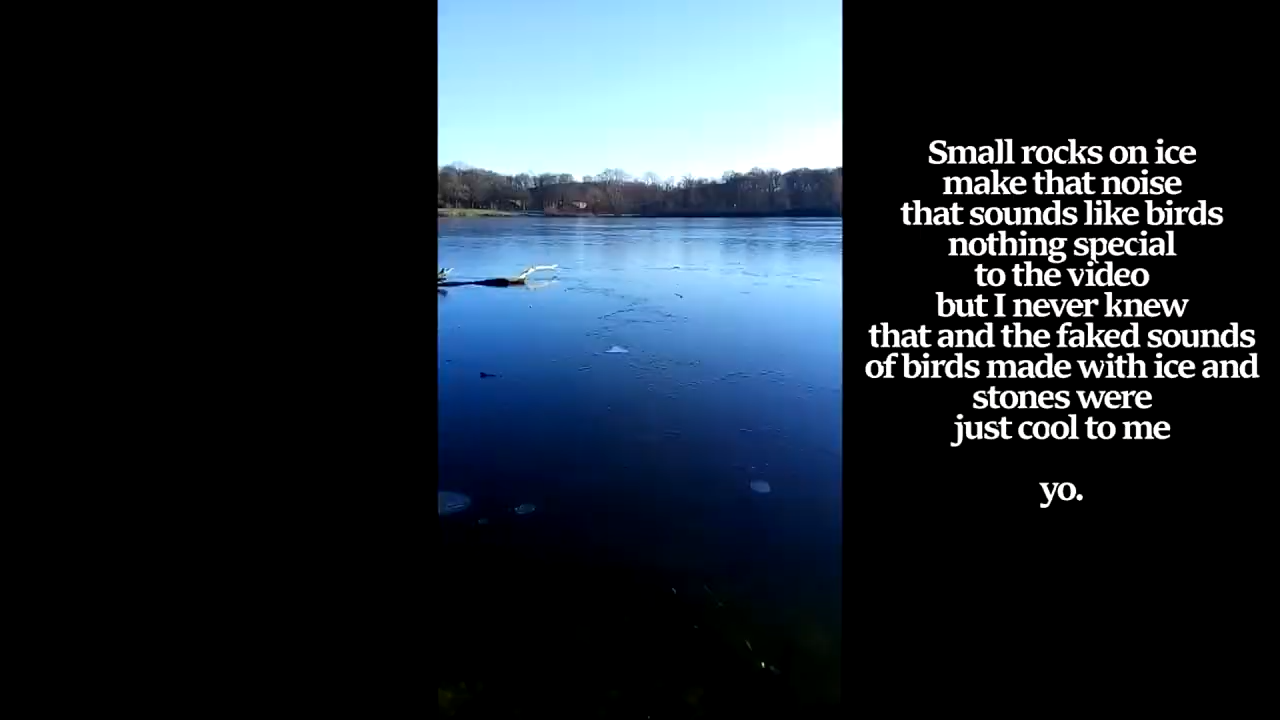 Small rocks on ice
make that noise
that sounds like birds
nothing special
to the video
but I never knew
that and the faked sounds
of birds made with ice and
stones were
just cool to me
yo.